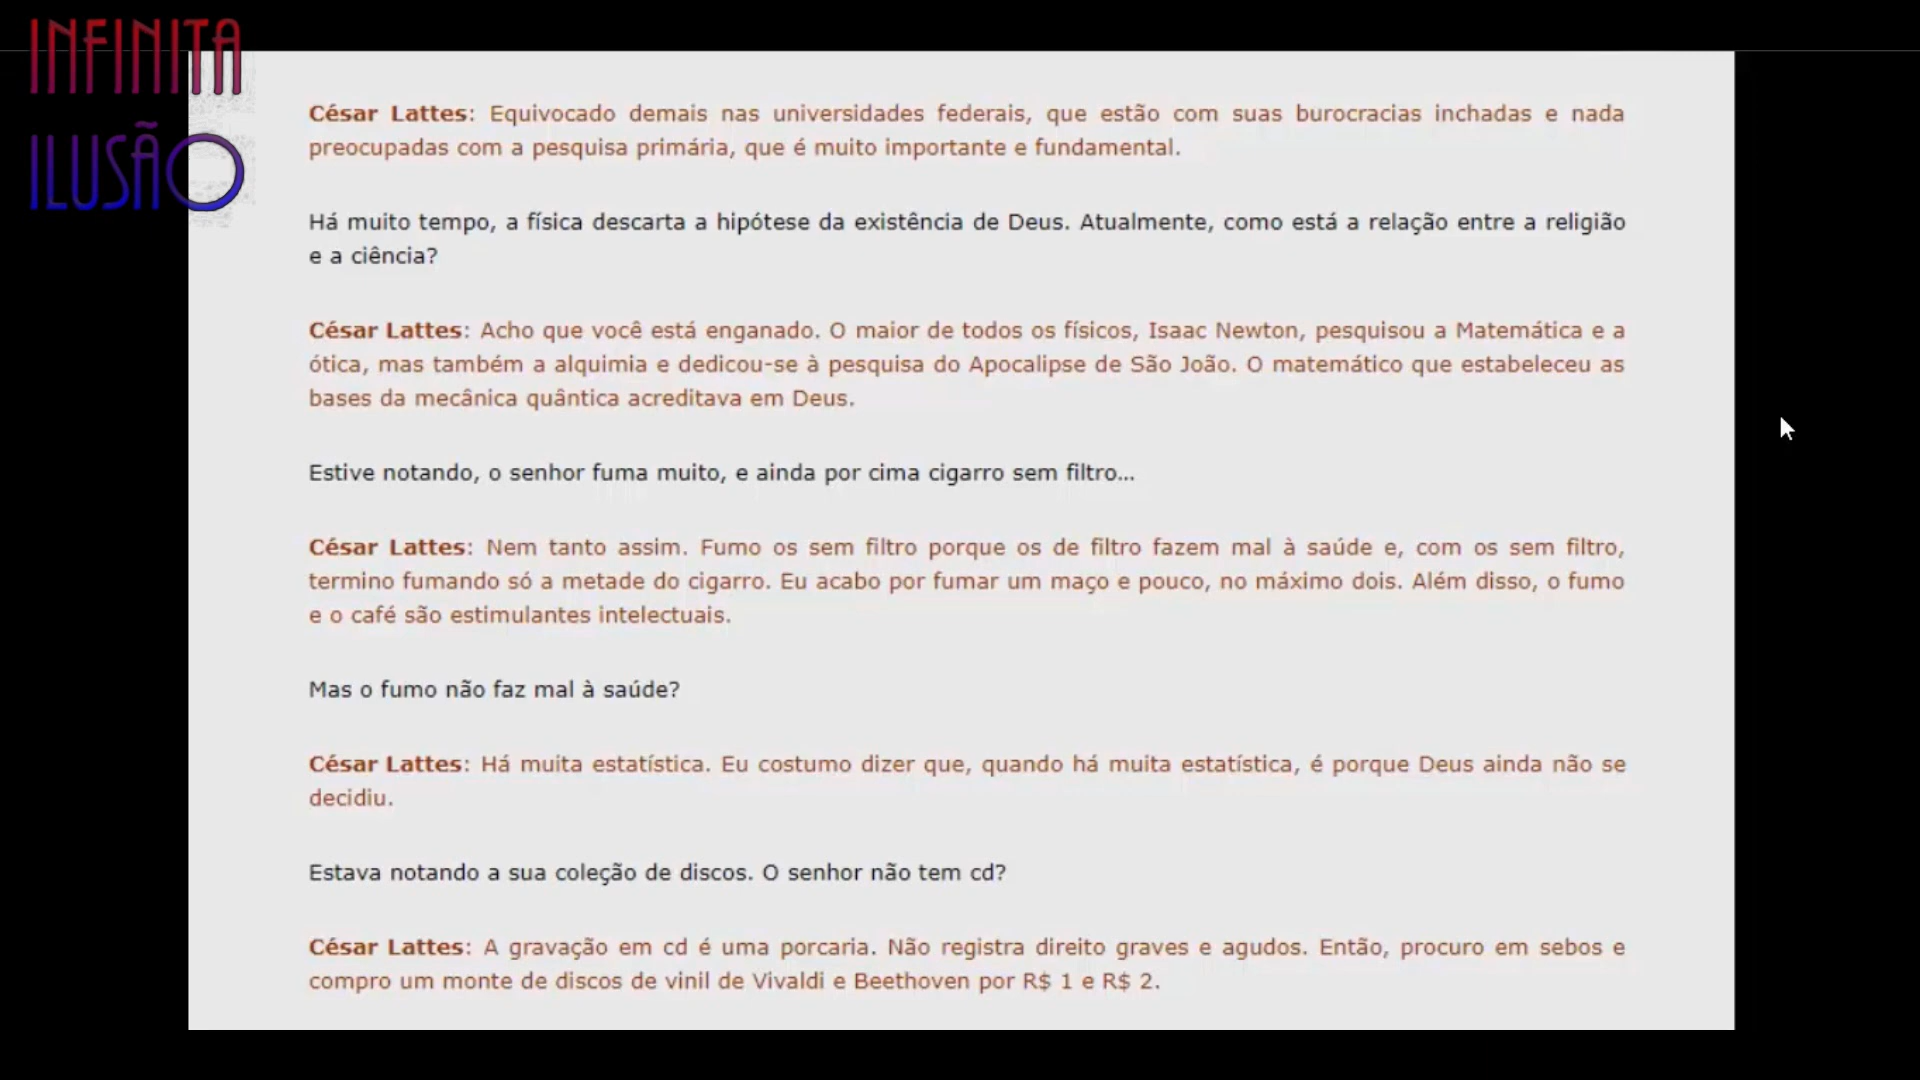 INFINITA
ILUSÃO
César Lattes: Equivocado demais nas universidades federais, que estão com suas burocracias inchadas e nada
preocupadas com a pesquisa primária, que é muito importante e fundamental.
Há muito tempo, a física descarta a hipótese da existência de Deus. Atualmente, como está a relação entre a religião
e a ciência?
César Lattes: Acho que você está enganado. O maior de todos os físicos, Isaac Newton, pesquisou a Matemática e a
ótica, mas também a alquimia e dedicou-se à pesquisa do Apocalipse de São João. O matemático que estabeleceu as
bases da mecânica quântica acreditava em Deus.
Estive notando, o senhor fuma muito, e ainda por cima cigarro sem filtro...
César Lattes: Nem tanto assim. Fumo os sem filtro porque os de filtro fazem mal à saúde e, com os sem filtro,
termino fumando só a metade do cigarro. Eu acabo por fumar um maço e pouco, no máximo dois. Além disso, o fumo
e o café são estimulantes intelectuais.
Mas o fumo não faz mal à saúde?
César Lattes: Há muita estatística. Eu costumo dizer que, quando há muita estatística, é porque Deus ainda não se
decidiu.
Estava notando a sua coleção de discos. O senhor não tem cd?
César Lattes: A gravação em cd é uma porcaria. Não registra direito graves e agudos. Então, procuro em sebos e
compro um monte de discos de vinil de Vivaldi e Beethoven por R$ 1 e R$ 2.